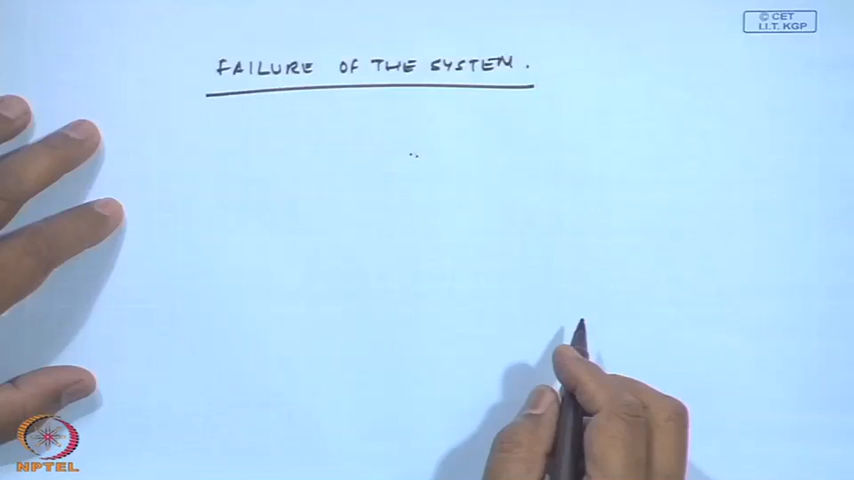 © CET
I.I.T. KGP
FAILURE OF THE SYSTEM.
NPTEL